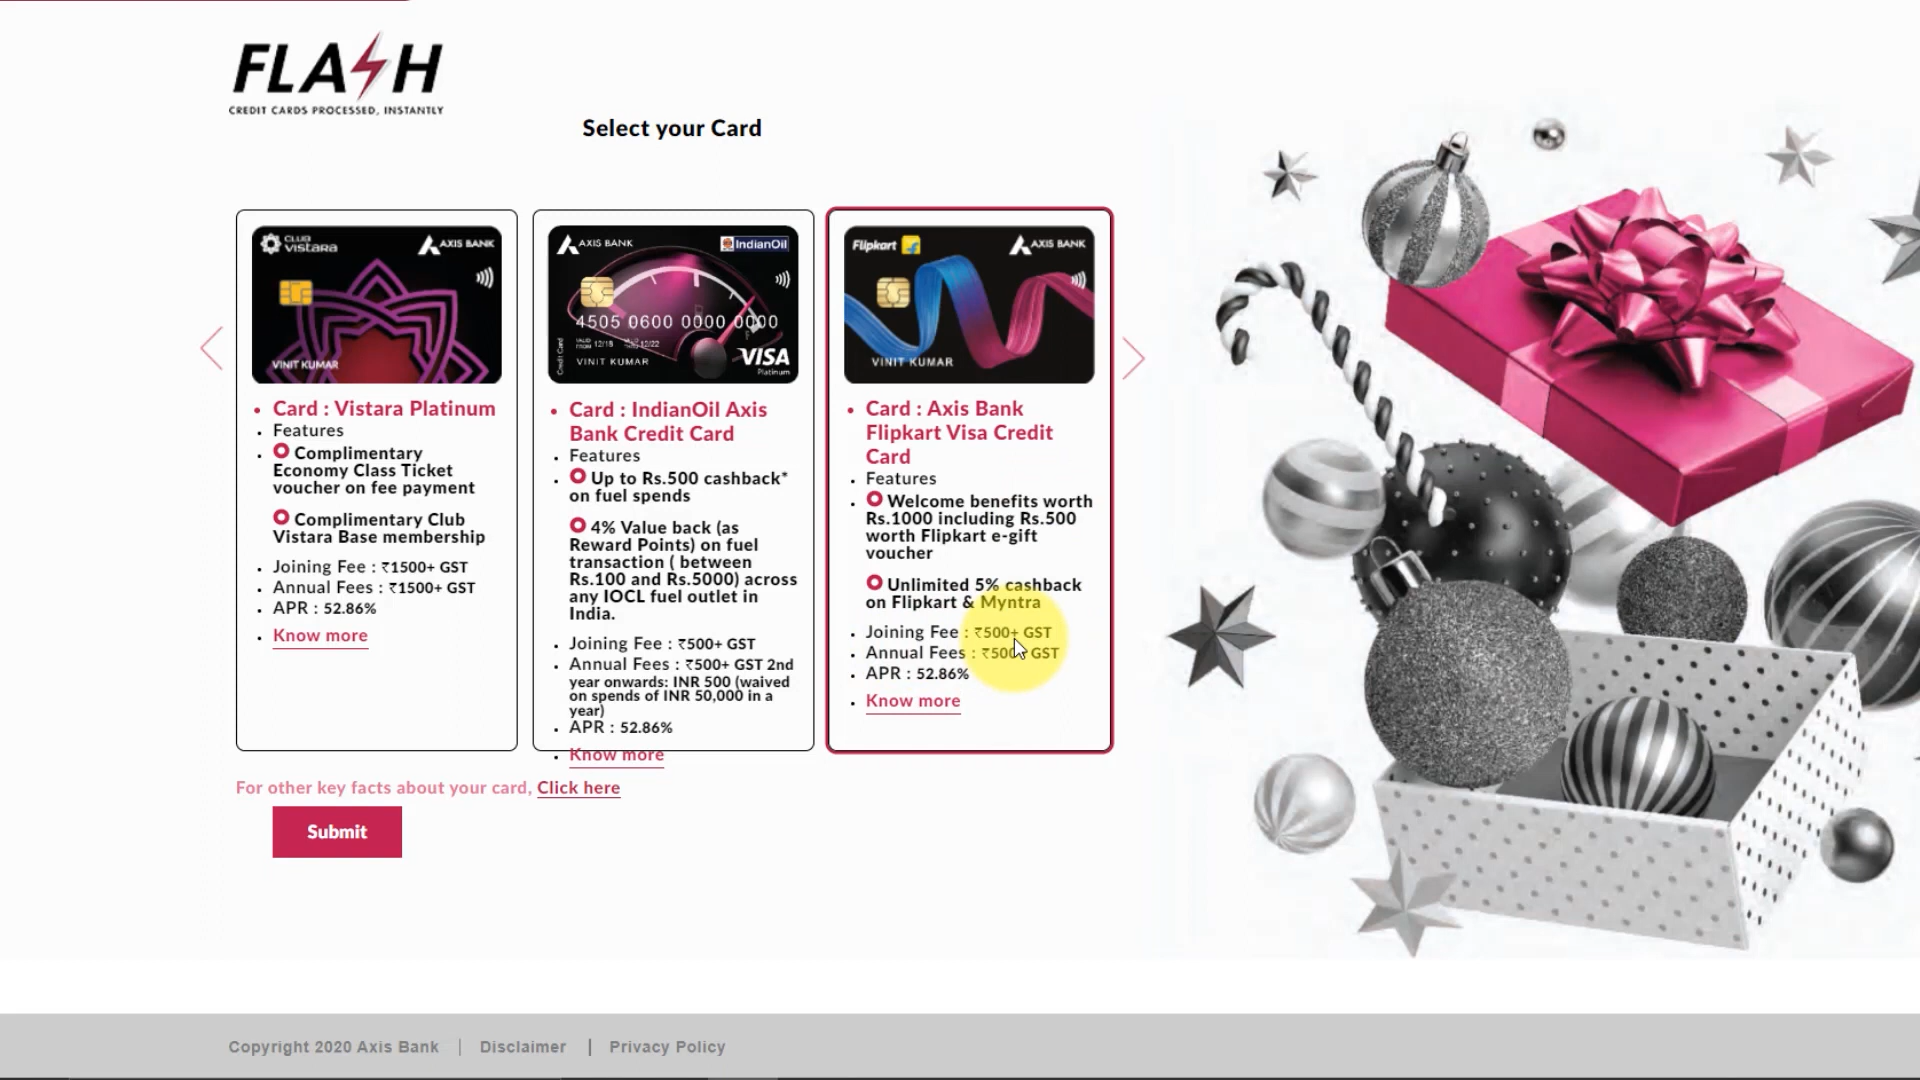 FLASH
CREDIT CARDS PROCESSED, INSTANTLY
Select your Card
CLUB VISTARA
AXIS BANK
VINIT KUMAR
Card : Vistara Platinum
Features
Complimentary
Economy Class Ticket
voucher on fee payment
Complimentary Club
Vistara Base membership
Joining Fee : ₹1500+ GST
Annual Fees : ₹1500+ GST
APR : 52.86%
Know more
AXIS BANK
IndianOil
4505 0600 0000 0000
VALID FROM 12/18
12/22
VINIT KUMAR
Credit Card
VISA
Platinum
Card : IndianOil Axis
Bank Credit Card
Features
Up to Rs.500 cashback*
on fuel spends
4% Value back (as
Reward Points) on fuel
transaction ( between
Rs.100 and Rs.5000) across
any IOCL fuel outlet in
India.
Joining Fee : ₹500+ GST
Annual Fees : ₹500+ GST 2nd
year onwards: INR 500 (waived
on spends of INR 50,000 in a
year)
APR : 52.86%
Know more
Flipkart
AXIS BANK
VINIT KUMAR
Card : Axis Bank
Flipkart Visa Credit
Card
Features
Welcome benefits worth
Rs.1000 including Rs.500
worth Flipkart e-gift
voucher
Unlimited 5% cashback
on Flipkart & Myntra
Joining Fee : ₹500+ GST
Annual Fees : ₹500+ GST
APR : 52.86%
Know more
For other key facts about your card, Click here
Submit
Copyright 2020 Axis Bank | Disclaimer | Privacy Policy